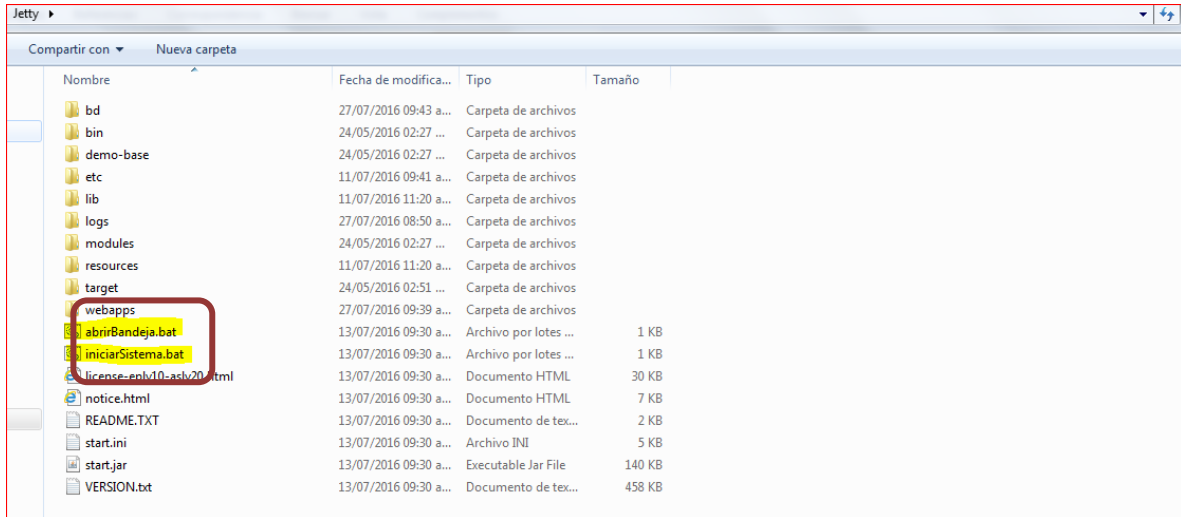 Jetty
Compartir con Nueva carpeta
Nombre Fecha de modifica... Tipo Tamaño
bd 27/07/2016 09:43 a... Carpeta de archivos
bin 24/05/2016 02:27 ... Carpeta de archivos
demo-base 24/05/2016 02:27 ... Carpeta de archivos
etc 11/07/2016 09:41 a... Carpeta de archivos
lib 11/07/2016 11:20 a... Carpeta de archivos
logs 27/07/2016 08:50 a... Carpeta de archivos
modules 24/05/2016 02:27 ... Carpeta de archivos
resources 11/07/2016 11:20 a... Carpeta de archivos
target 24/05/2016 02:51 ... Carpeta de archivos
webapps 27/07/2016 09:39 a... Carpeta de archivos
abrirBandeja.bat 13/07/2016 09:30 a... Archivo por lotes ... 1 KB
iniciarSistema.bat 13/07/2016 09:30 a... Archivo por lotes ... 1 KB
license-eplv10-aslv20.html 13/07/2016 09:30 a... Documento HTML 30 KB
notice.html 13/07/2016 09:30 a... Documento HTML 7 KB
README.TXT 13/07/2016 09:30 a... Documento de tex... 2 KB
start.ini 13/07/2016 09:30 a... Archivo INI 5 KB
start.jar 13/07/2016 09:30 a... Executable Jar File 140 KB
VERSION.txt 13/07/2016 09:30 a... Documento de tex... 458 KB